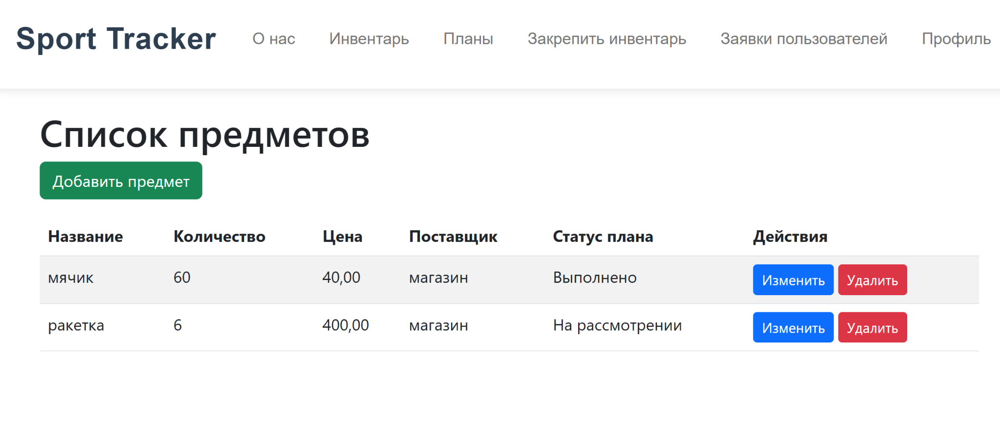 Sport Tracker О нас Инвентарь Планы Закрепить инвентарь Заявки пользователей Профиль
Список предметов
Добавить предмет
Название Количество Цена Поставщик Статус плана Действия
мячик 60 40,00 магазин Выполнено Изменить Удалить
ракетка 6 400,00 магазин На рассмотрении Изменить Удалить